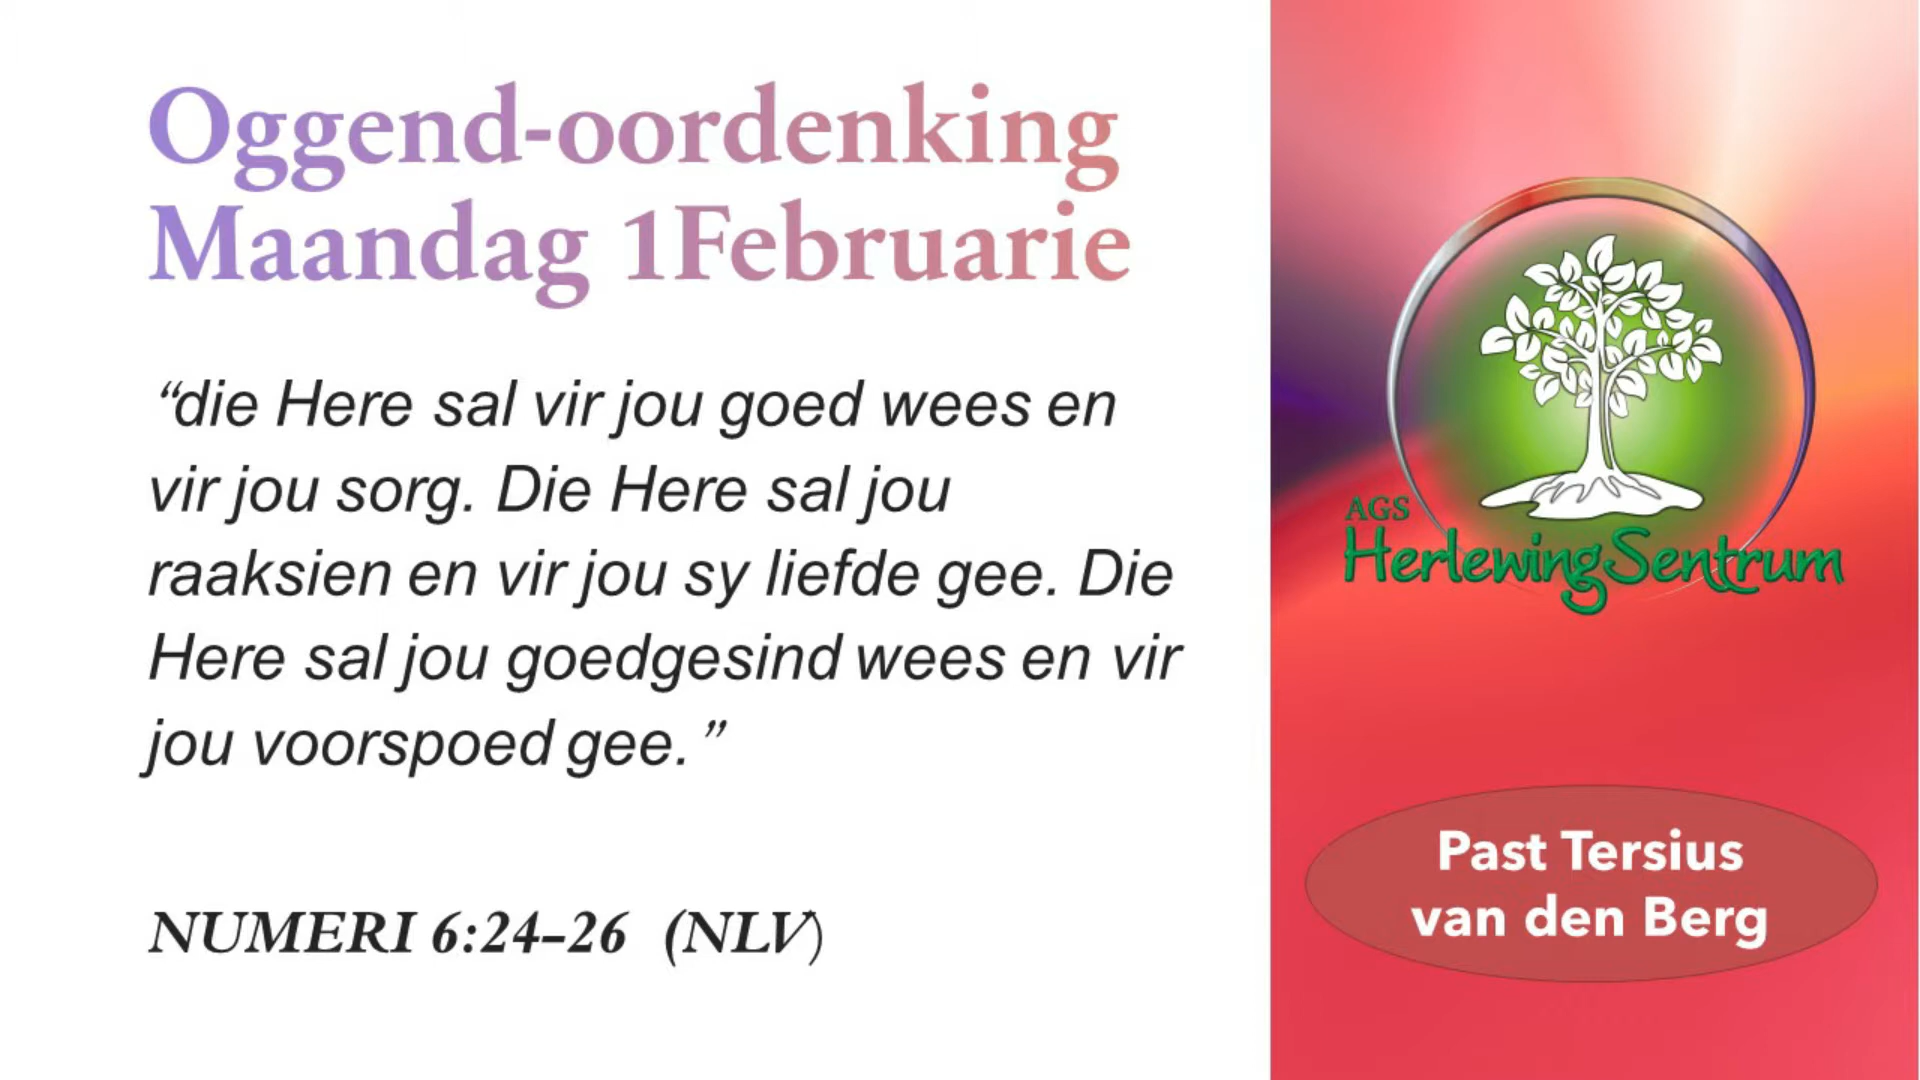 Oggend-oordenking
Maandag 1Februarie
“die Here sal vir jou goed wees en
vir jou sorg. Die Here sal jou
raaksien en vir jou sy liefde gee. Die
Here sal jou goedgesind wees en vir
jou voorspoed gee. ”
NUMERI 6:24–26 (NLV)
AGS
HerlewingSentrum
Past Tersius
van den Berg